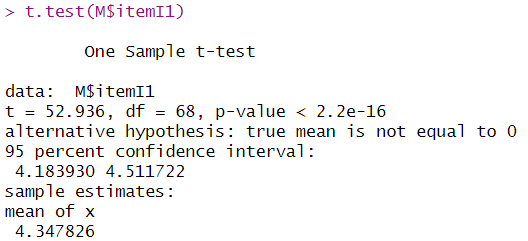 > t.test(M$itemI1)
One Sample t-test
data:  M$itemI1
t = 52.936, df = 68, p-value < 2.2e-16
alternative hypothesis: true mean is not equal to 0
95 percent confidence interval:
4.183930 4.511722
sample estimates:
mean of x
4.347826